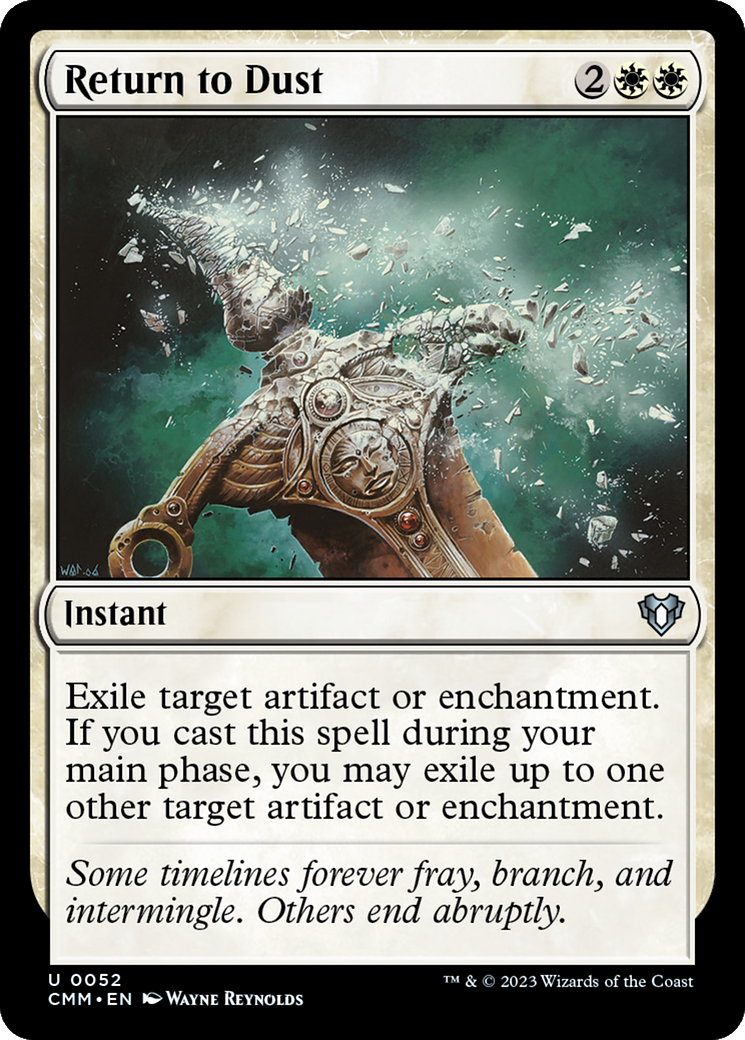 Return to Dust 2
Instant
Exile target artifact or enchantment.
If you cast this spell during your
main phase, you may exile up to one
other target artifact or enchantment.
Some timelines forever fray, branch, and
intermingle. Others end abruptly.
U 0052
™ & © 2023 Wizards of the Coast
CMM • EN Wayne Reynolds